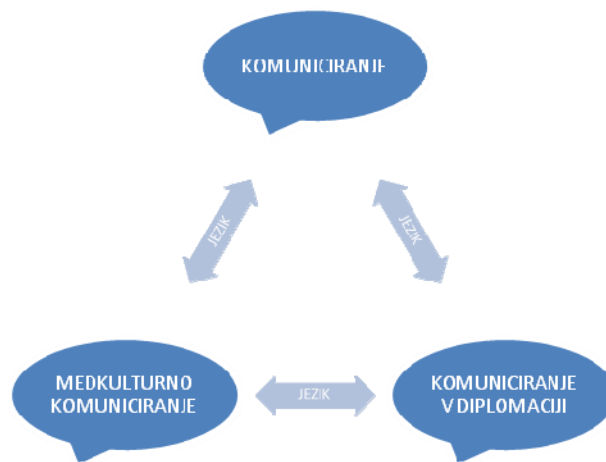 KOMUNICIRANJE
JEZIK
JEZIK
MEDKULTURNO
KOMUNICIRANJE
JEZIK
KOMUNICIRANJE
V DIPLOMACIJI